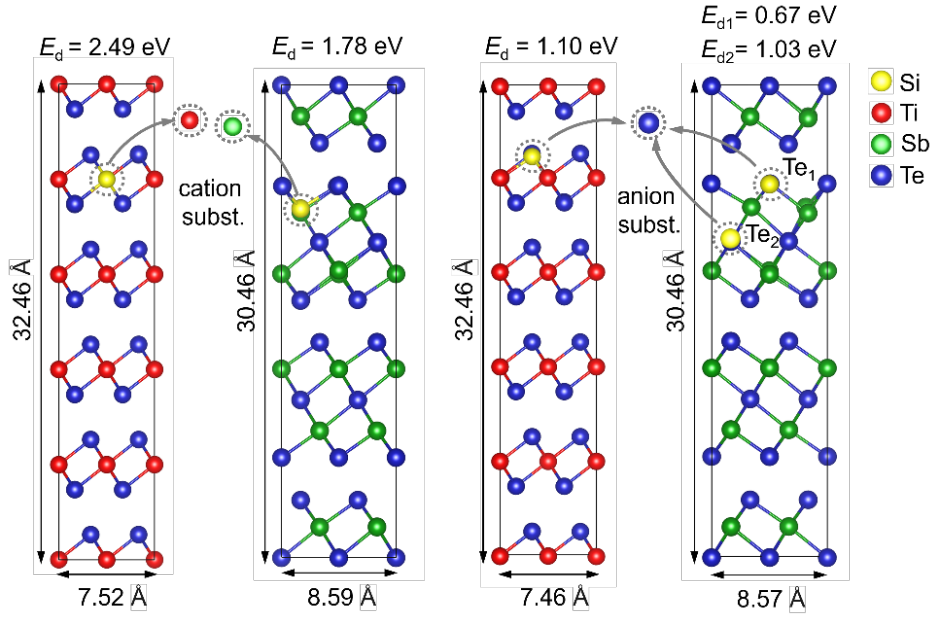 E_d1 = 0.67 eV
E_d = 2.49 eV
E_d = 1.78 eV
E_d = 1.10 eV
E_d2 = 1.03 eV
Si
Ti
Sb
Te
cation
subst.
anion
subst.
Te_1
Te_2
32.46 Å
30.46 Å
32.46 Å
30.46 Å
7.52 Å
8.59 Å
7.46 Å
8.57 Å